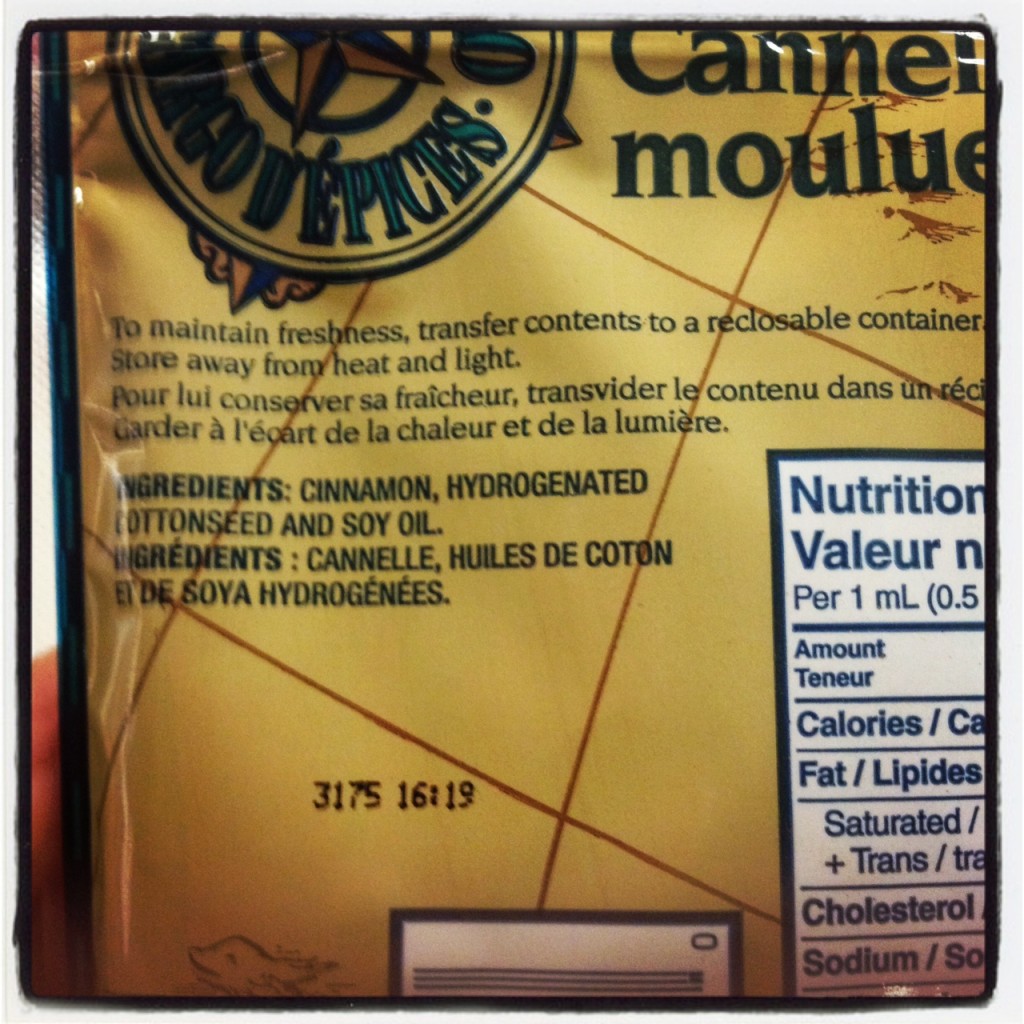 D'ÉPICES.
moulue
To maintain freshness, transfer contents to a reclosable container.
Store away from heat and light.
Pour lui conserver sa fraîcheur, transvider le contenu dans un
Garder à l'écart de la chaleur et de la lumière.
INGREDIENTS: CINNAMON, HYDROGENATED
COTTONSEED AND SOY OIL.
INGRÉDIENTS : CANNELLE, HUILES DE COTON
ET DE SOYA HYDROGÉNÉES.
3175 16:19
Nutrition
Valeur n
Per 1 mL (0.5
Amount
Teneur
Calories / Ca
Fat / Lipides
Saturated /
+ Trans / tra
Cholesterol /
Sodium / So